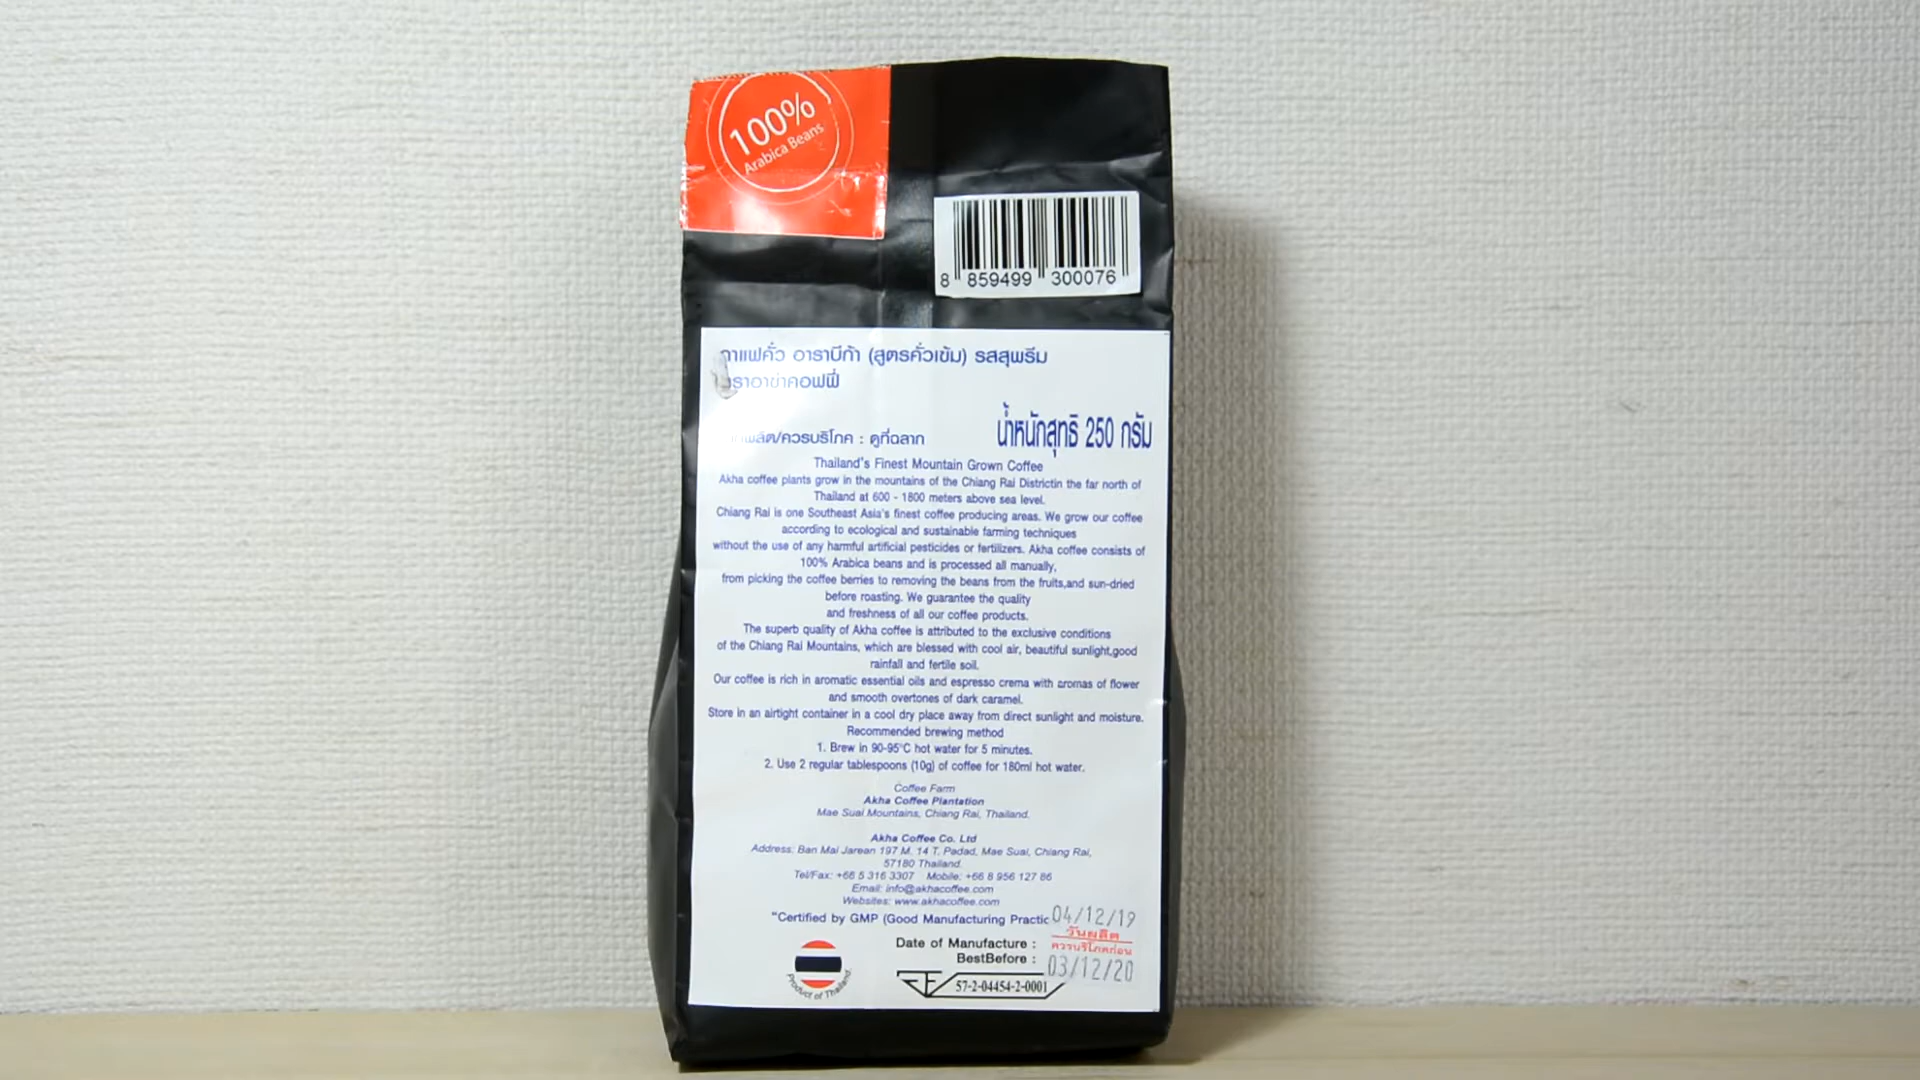 100%
Arabica Beans
8 859499 300076
กาแฟคั่ว อาราบีก้า (สูตรคั่วเข้ม) รสสุพรีม
ตราอาข่าคอฟฟี่
น้ำหนักสุทธิ 250 กรัม
ผลิต/ควรบริโภค : ดูที่ฉลาก
Thailand's Finest Mountain Grown Coffee
Akha coffee plants grow in the mountains of the Chiang Rai Districtin the far north of
Thailand at 600 - 1800 meters above sea level.
Chiang Rai is one Southeast Asia's finest coffee producing areas. We grow our coffee
according to ecological and sustainable farming techniques
without the use of any harmful artificial pesticides or fertilizers. Akha coffee consists of
100% Arabica beans and is processed all manually,
from picking the coffee berries to removing the beans from the fruits,and sun-dried
before roasting. We guarantee the quality
and freshness of all our coffee products.
The superb quality of Akha coffee is attributed to the exclusive conditions
of the Chiang Rai Mountains, which are blessed with cool air, beautiful sunlight,good
rainfall and fertile soil.
Our coffee is rich in aromatic essential oils and espresso crema with aromas of flower
and smooth overtones of dark caramel.
Store in an airtight container in a cool dry place away from direct sunlight and moisture.
Recommended brewing method
1. Brew in 90-95°C hot water for 5 minutes.
2. Use 2 regular tablespoons (10g) of coffee for 180ml hot water.
Coffee Farm
Akha Coffee Plantation
Mae Suai Mountains, Chiang Rai, Thailand.
Akha Coffee Co. Ltd
Address: Ban Mai Jarean 197 M. 14 T. Padad, Mae Suai, Chiang Rai,
57180 Thailand.
Tel/Fax: +66 5 316 3307 Mobile: +66 8 956 127 86
Email: info@akhacoffee.com
Websites: www.akhacoffee.com
"Certified by GMP (Good Manufacturing Practic
04/12/19
วันผลิต
ควรบริโภคก่อน
03/12/20
Date of Manufacture :
BestBefore :
57-2-04454-2-0001
Product of Thailand.